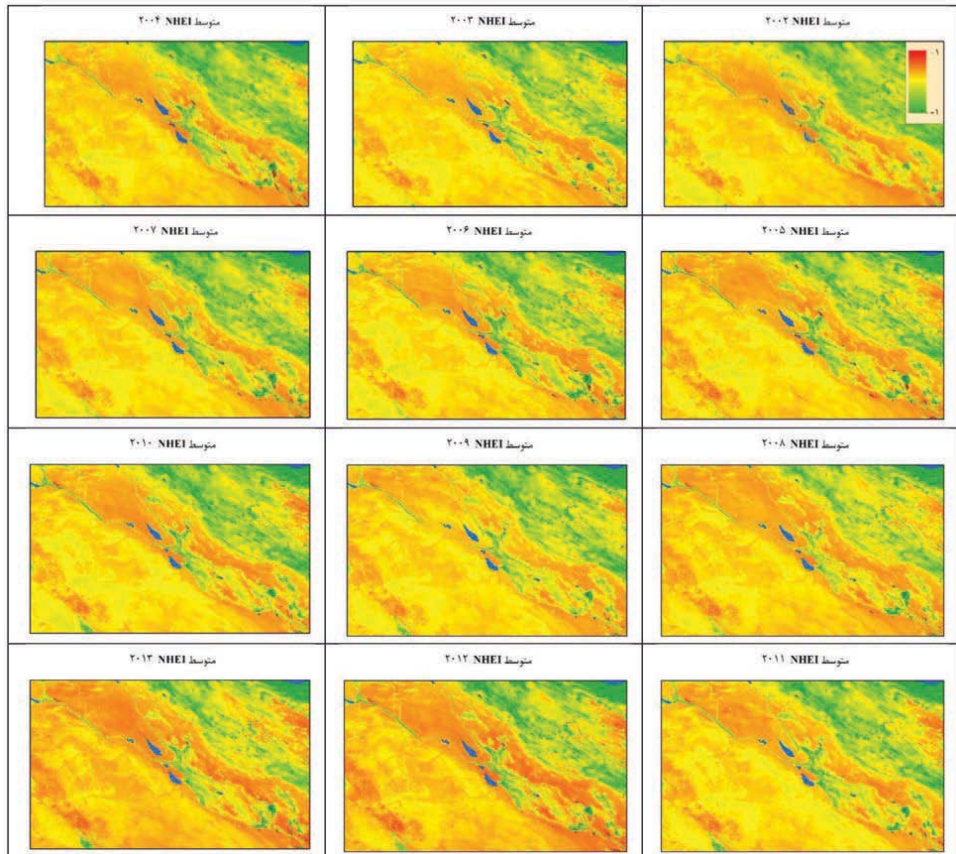 متوسط NHEI ۲۰۰۲
متوسط NHEI ۲۰۰۳
متوسط NHEI ۲۰۰۴
۰.۱
-۱
متوسط NHEI ۲۰۰۵
متوسط NHEI ۲۰۰۶
متوسط NHEI ۲۰۰۷
متوسط NHEI ۲۰۰۸
متوسط NHEI ۲۰۰۹
متوسط NHEI ۲۰۱۰
متوسط NHEI ۲۰۱۱
متوسط NHEI ۲۰۱۲
متوسط NHEI ۲۰۱۳